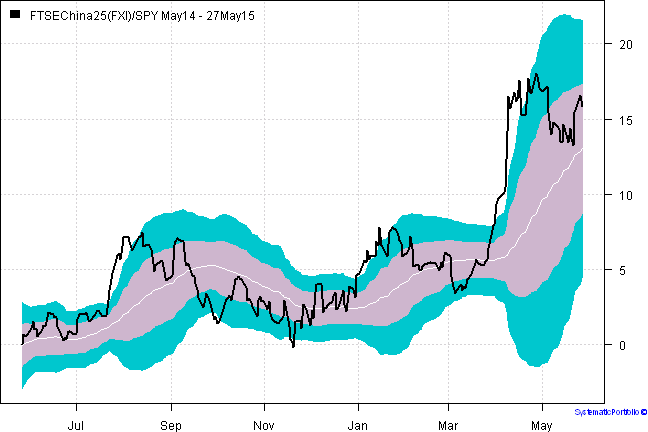 FTSEChina25(FXI)/SPY May14 - 27May15
20
15
10
5
0
Jul Sep Nov Jan Mar May
SystematicPortfolio ©